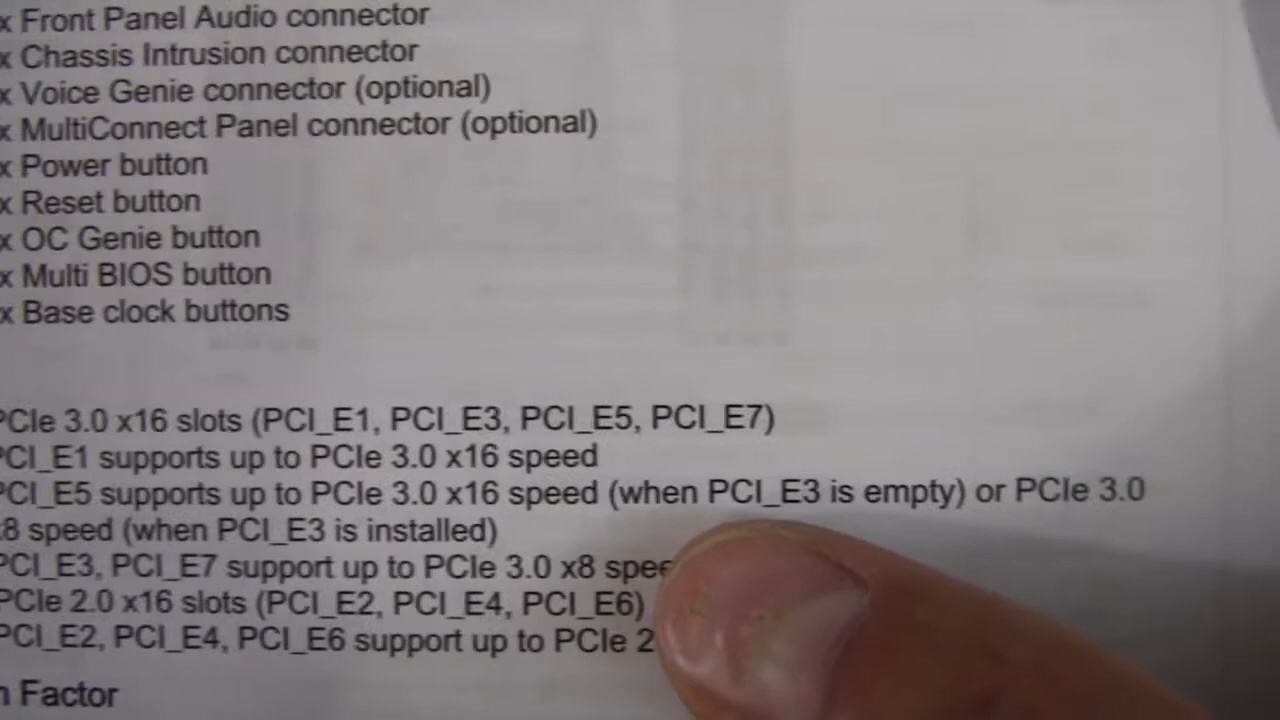 x Front Panel Audio connector
x Chassis Intrusion connector
x Voice Genie connector (optional)
x MultiConnect Panel connector (optional)
x Power button
x Reset button
x OC Genie button
x Multi BIOS button
x Base clock buttons
PCIe 3.0 x16 slots (PCI_E1, PCI_E3, PCI_E5, PCI_E7)
PCI_E1 supports up to PCIe 3.0 x16 speed
PCI_E5 supports up to PCIe 3.0 x16 speed (when PCI_E3 is empty) or PCIe 3.0
x8 speed (when PCI_E3 is installed)
PCI_E3, PCI_E7 support up to PCIe 3.0 x8 spee
PCIe 2.0 x16 slots (PCI_E2, PCI_E4, PCI_E6)
PCI_E2, PCI_E4, PCI_E6 support up to PCIe 2
Factor